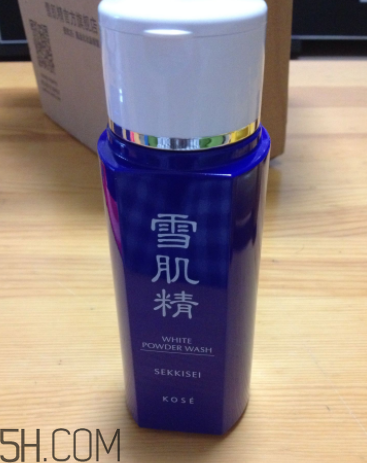 雪肌精
WHITE
POWDER WASH
SEKKISEI
KOSÉ
5H.COM